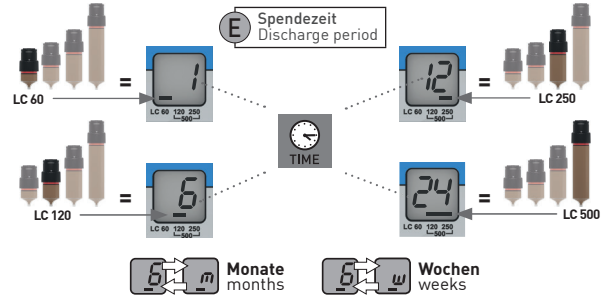 E Spendezeit
Discharge period
1
LC 60 120 250
500
LC 60
=
12
LC 60 120 250
500
=
LC 250
TIME
=
6
LC 60 120 250
500
LC 120
24
LC 60 120 250
500
=
LC 500
6 m Monate
months
6 w Wochen
weeks